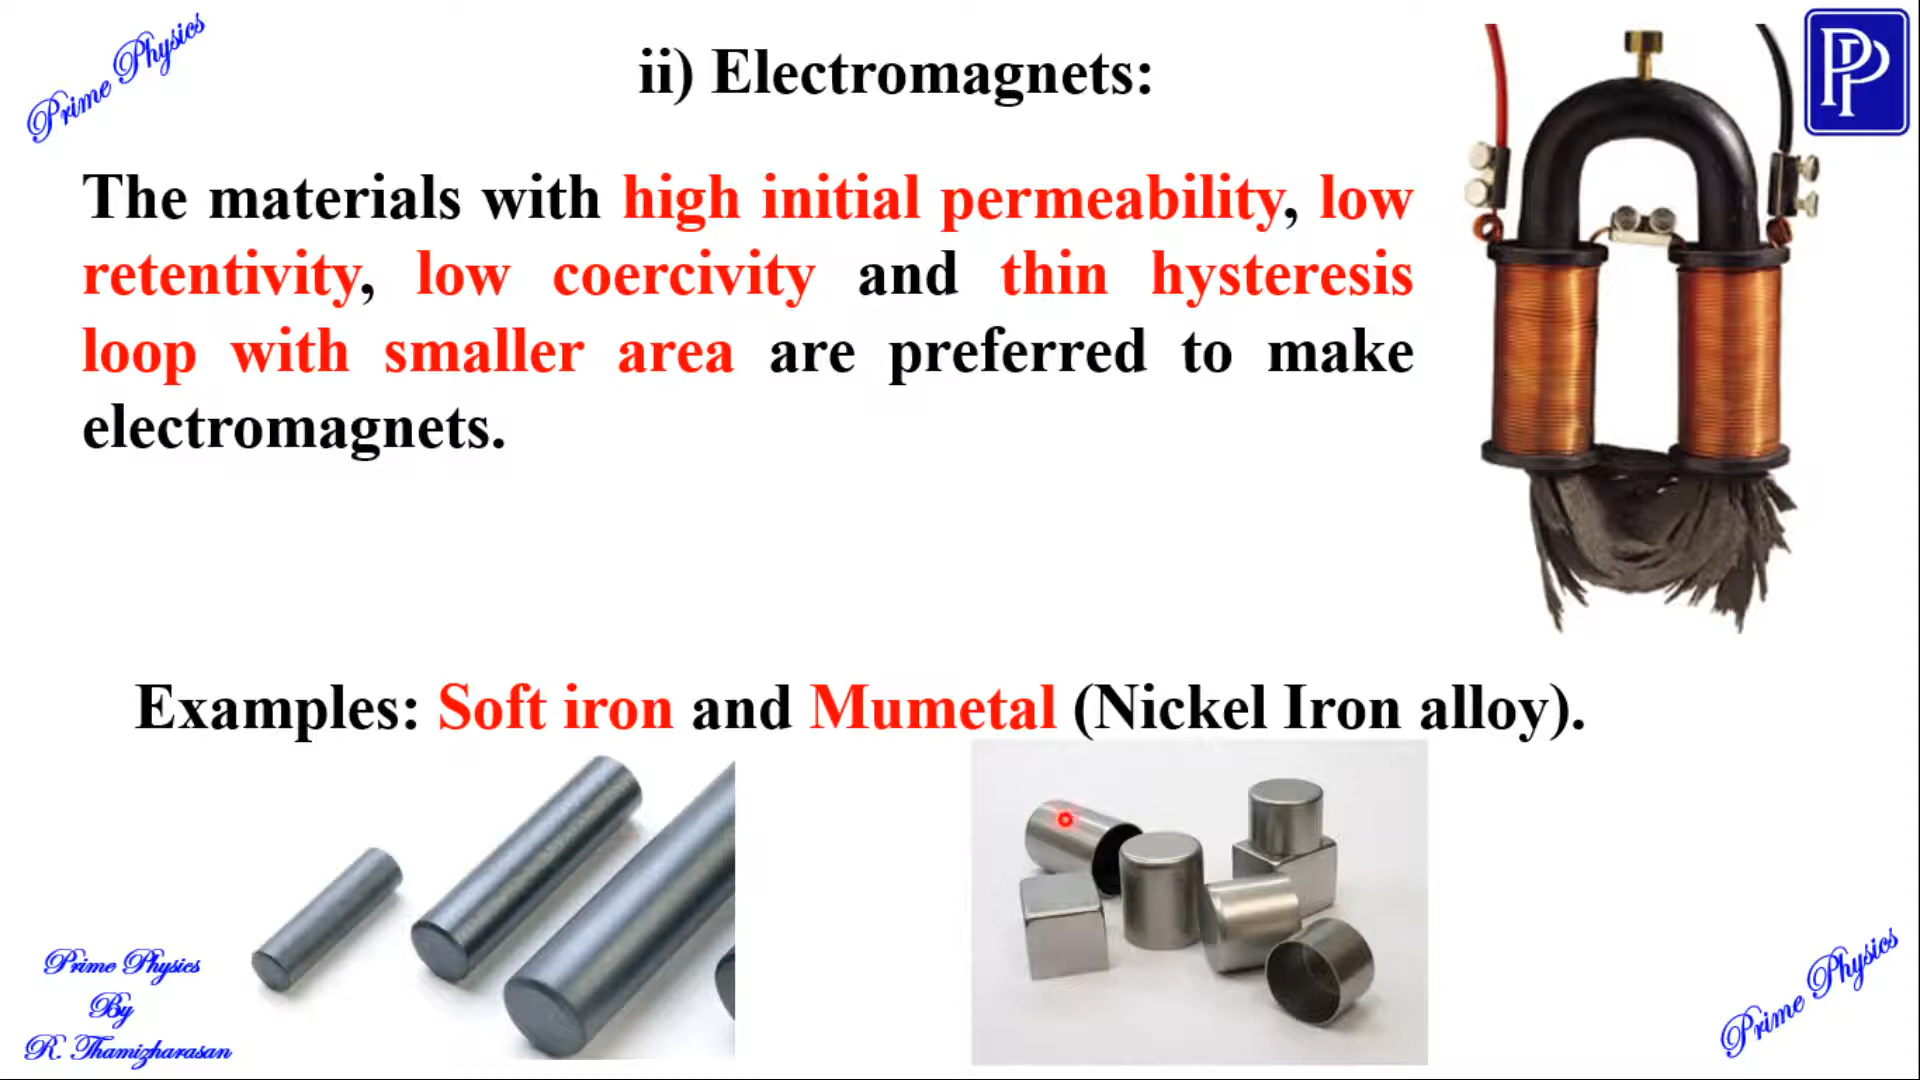 Prime Physics
ii) Electromagnets:
PP
The materials with high initial permeability, low
retentivity, low coercivity and thin hysteresis
loop with smaller area are preferred to make
electromagnets.
Examples: Soft iron and Mumetal (Nickel Iron alloy).
Prime Physics
By
R. Thamizharasan
Prime Physics